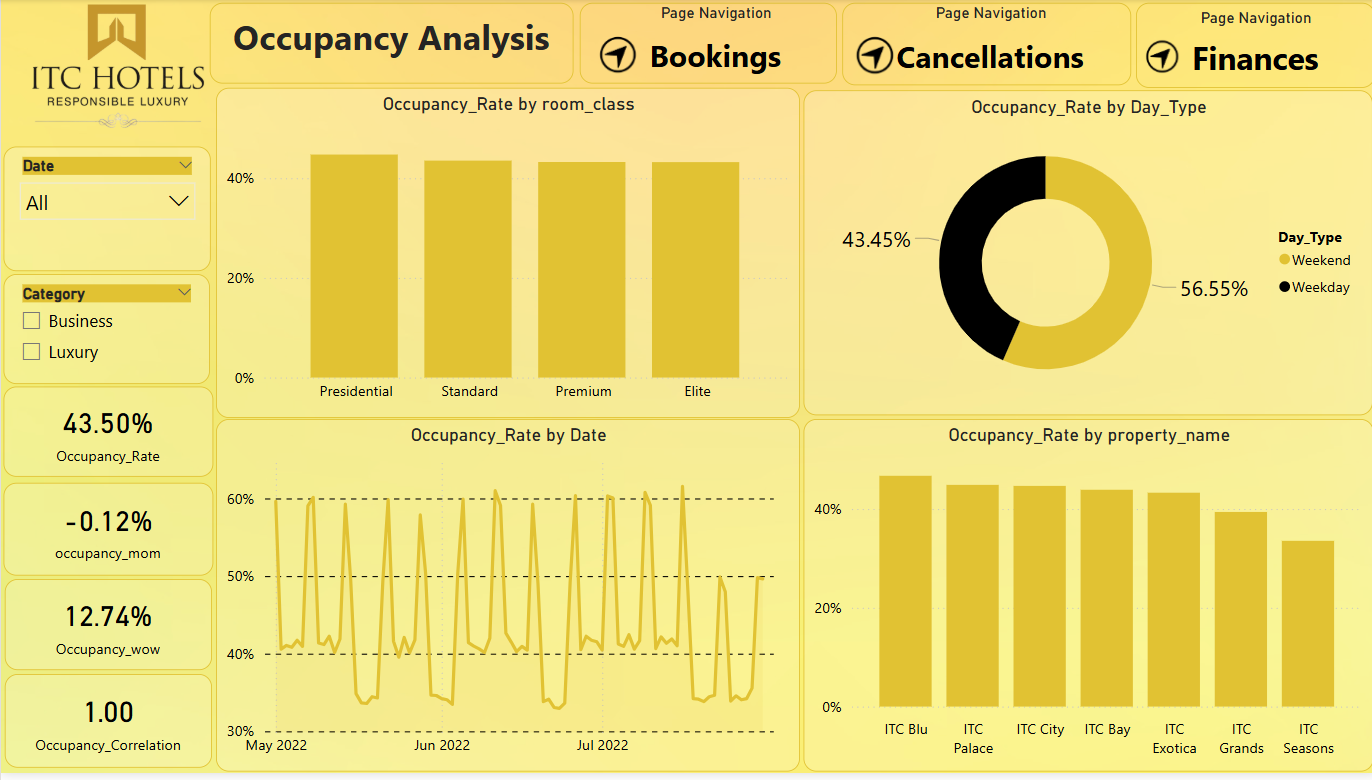 ITC HOTELS
RESPONSIBLE LUXURY
Occupancy Analysis
Page Navigation
Bookings
Page Navigation
Cancellations
Page Navigation
Finances
Date
All
Category
Business
Luxury
43.50%
Occupancy_Rate
-0.12%
occupancy_mom
12.74%
Occupancy_wow
1.00
Occupancy_Correlation
Occupancy_Rate by room_class
40%
20%
0%
Presidential Standard Premium Elite
Occupancy_Rate by Day_Type
43.45%
56.55%
Day_Type
Weekend
Weekday
Occupancy_Rate by Date
60%
50%
40%
30%
May 2022 Jun 2022 Jul 2022
Occupancy_Rate by property_name
40%
20%
0%
ITC Blu
ITC
Palace
ITC City
ITC Bay
ITC
Exotica
ITC
Grands
ITC
Seasons